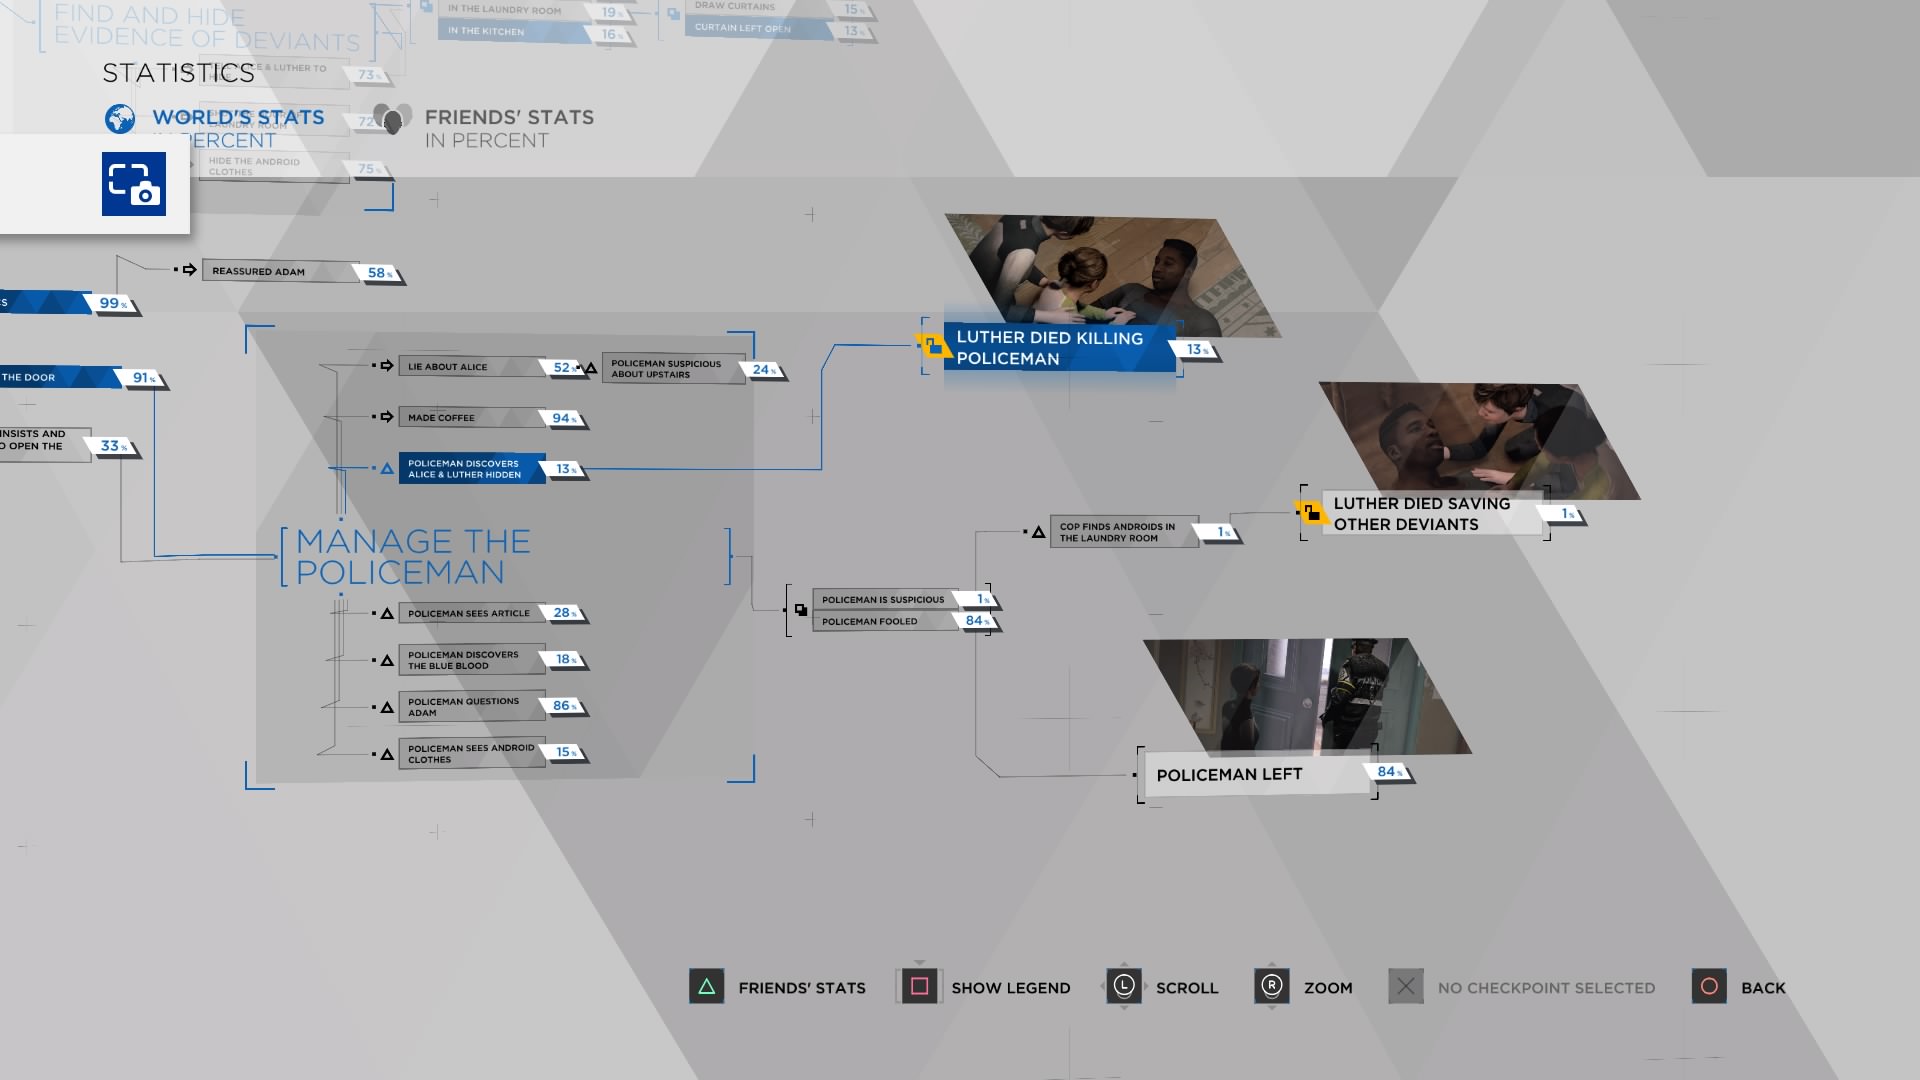 FIND AND HIDE
EVIDENCE OF DEVIANTS
IN THE LAUNDRY ROOM
19%
IN THE KITCHEN
16%
DRAW CURTAINS
15%
CURTAIN LEFT OPEN
13%
STATISTICS
ALICE & LUTHER TO
73%
WORLD'S STATS
PERCENT
FRIENDS' STATS
IN PERCENT
LAUNDRY ROOM
72
HIDE THE ANDROID
CLOTHES
75%
REASSURED ADAM
58%
99%
THE DOOR
91%
INSISTS AND
O OPEN THE
33%
LIE ABOUT ALICE
52%
POLICEMAN SUSPICIOUS
ABOUT UPSTAIRS
24%
MADE COFFEE
94%
POLICEMAN DISCOVERS
ALICE & LUTHER HIDDEN
13%
MANAGE THE
POLICEMAN
POLICEMAN SEES ARTICLE
28%
POLICEMAN DISCOVERS
THE BLUE BLOOD
18%
POLICEMAN QUESTIONS
ADAM
86%
POLICEMAN SEES ANDROID
CLOTHES
15%
LUTHER DIED KILLING
POLICEMAN
13%
POLICEMAN IS SUSPICIOUS
1%
POLICEMAN FOOLED
84%
COP FINDS ANDROIDS IN
THE LAUNDRY ROOM
1%
LUTHER DIED SAVING
OTHER DEVIANTS
1%
POLICEMAN LEFT
84%
FRIENDS' STATS
SHOW LEGEND
L
SCROLL
R
ZOOM
NO CHECKPOINT SELECTED
BACK